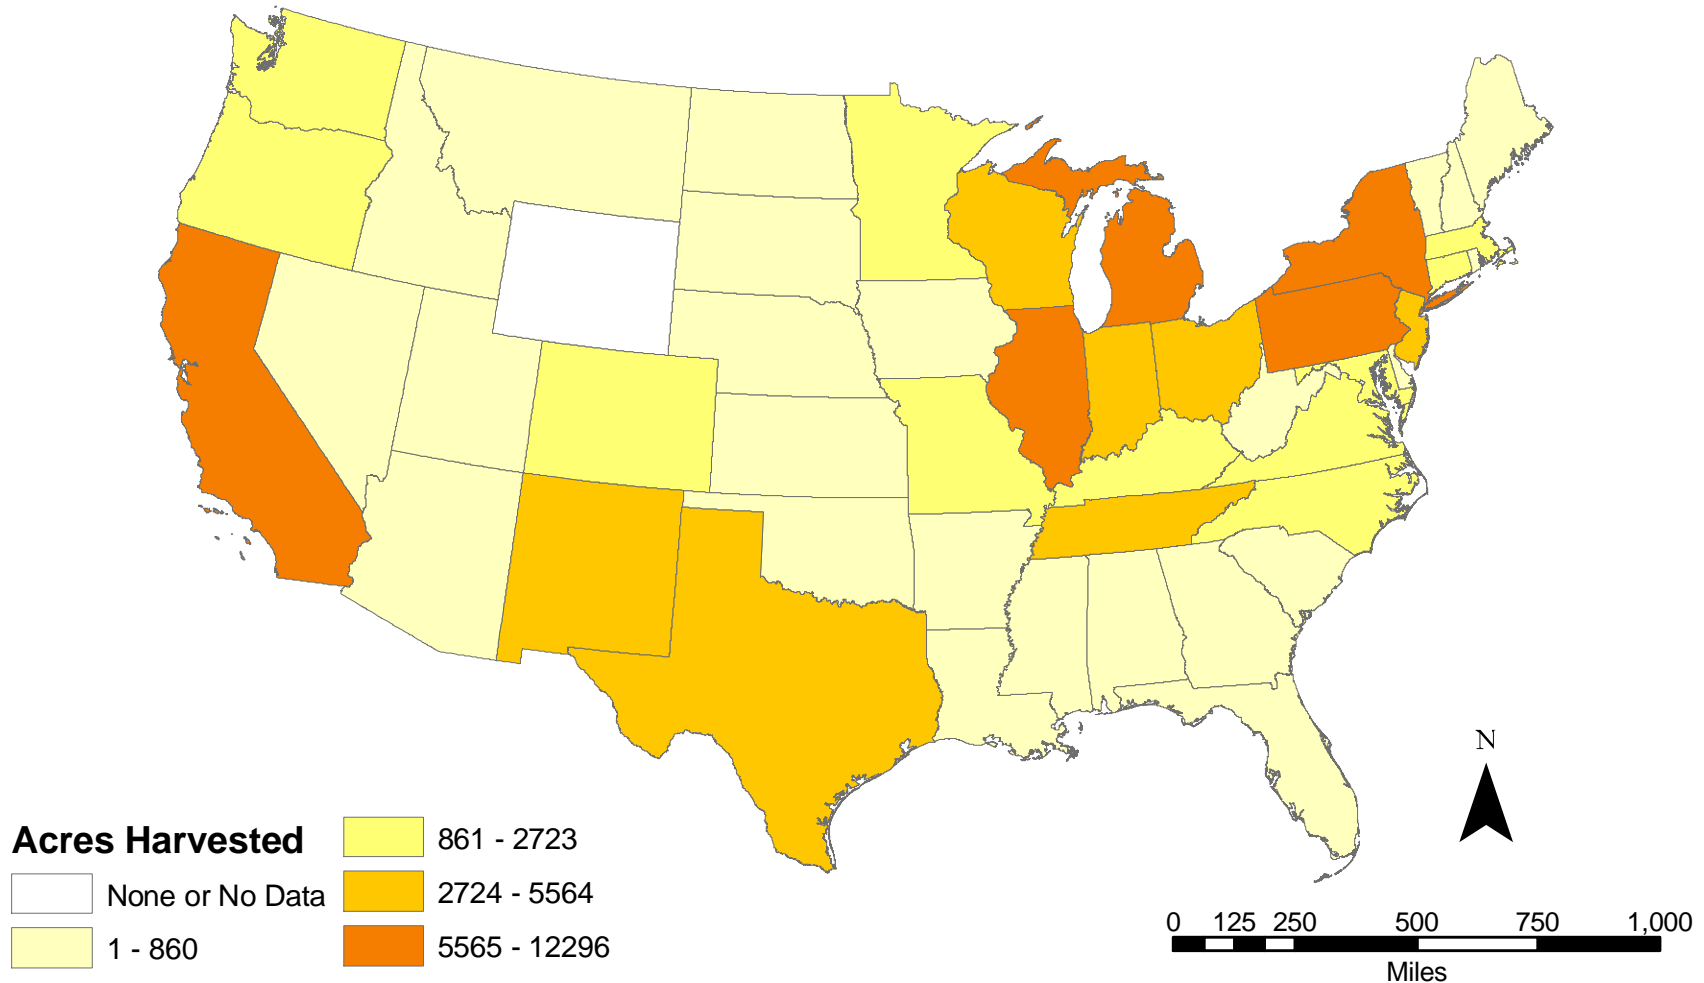 N
Acres Harvested
None or No Data
1 - 860
861 - 2723
2724 - 5564
5565 - 12296
0 125 250 500 750 1,000
Miles